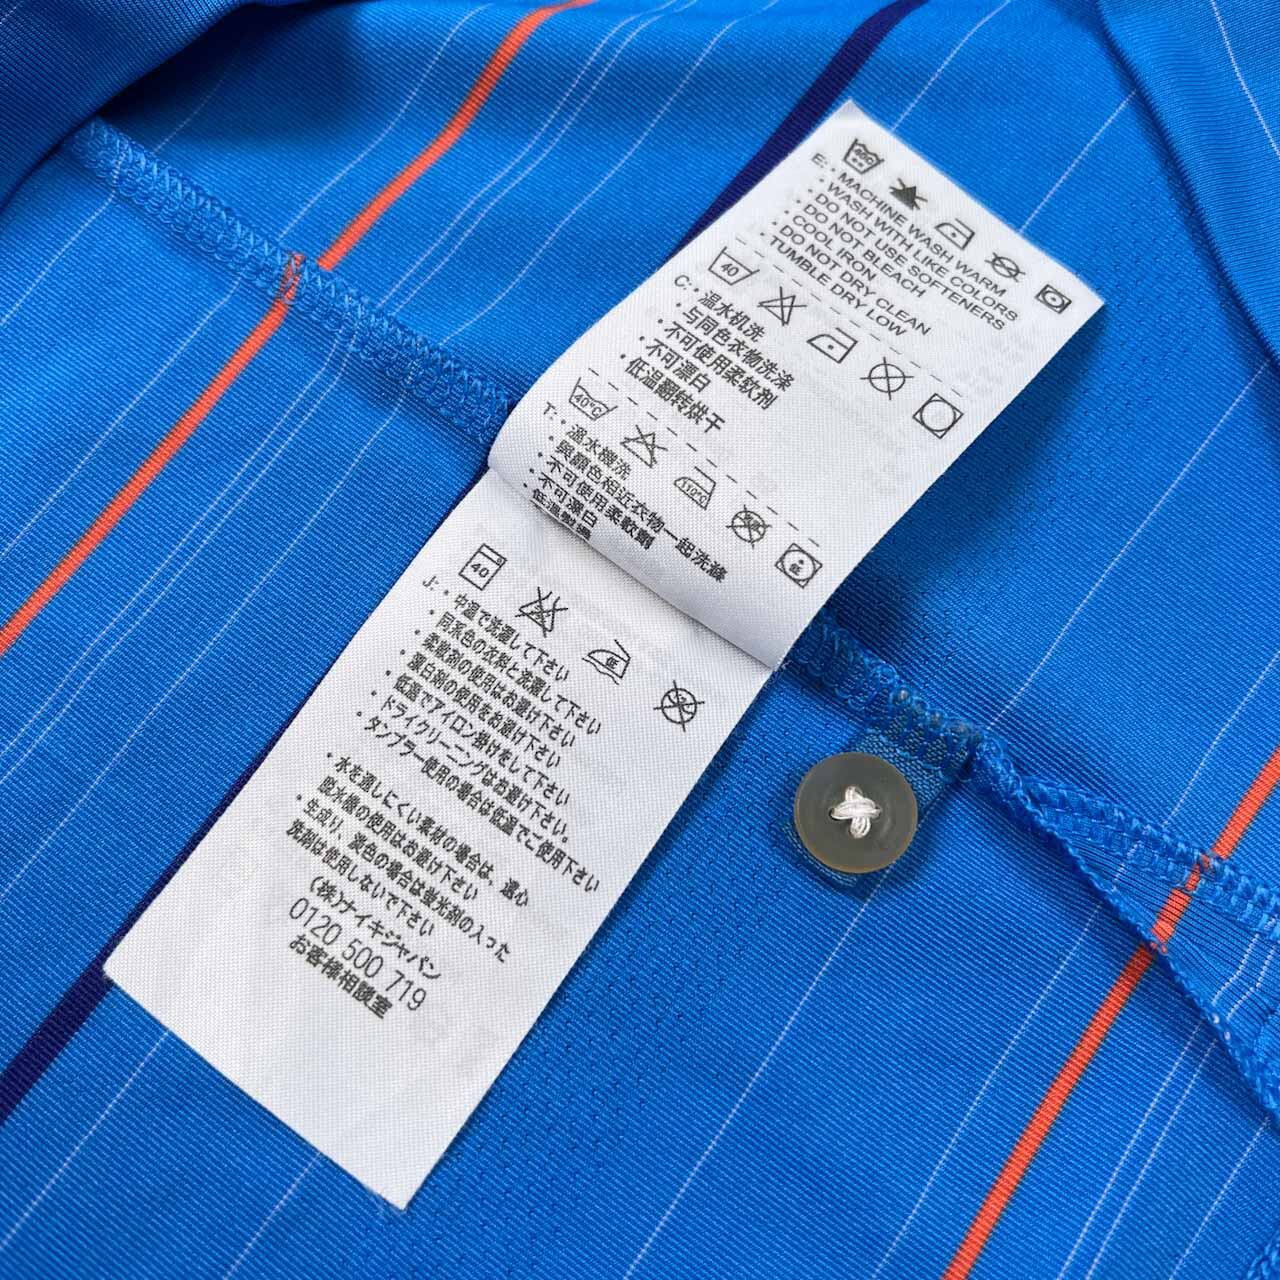 40C
E: · MACHINE WASH WARM
· WASH WITH LIKE COLORS
· DO NOT USE SOFTENERS
· DO NOT BLEACH
· COOL IRON
· DO NOT DRY CLEAN
· TUMBLE DRY LOW
40
C: · 温水机洗
· 与同色衣物洗涤
· 不可使用柔软剂
· 不可漂白
· 低温翻转烘干
40°C
110°C
低
T: · 溫水機洗
· 與顏色相近衣物一起洗滌
· 不可使用柔軟劑
· 不可漂白
40
低
J: · 中温で洗濯して下さい
· 同系色の衣料と洗濯して下さい
· 柔軟剤の使用はお避け下さい
· 漂白剤の使用をお避け下さい
· 低温でアイロン掛けをして下さい
· ドライクリーニングはお避け下さい。
· タンブラー使用の場合は低温でご使用下さい
· 水を通しにくい素材の場合は、遠心
脱水機の使用はお避け下さい
· 生成り、淡色の場合は蛍光剤の入った
洗剤は使用しないで下さい
(株)ナイキジャパン
0120 500 719
お客様相談室